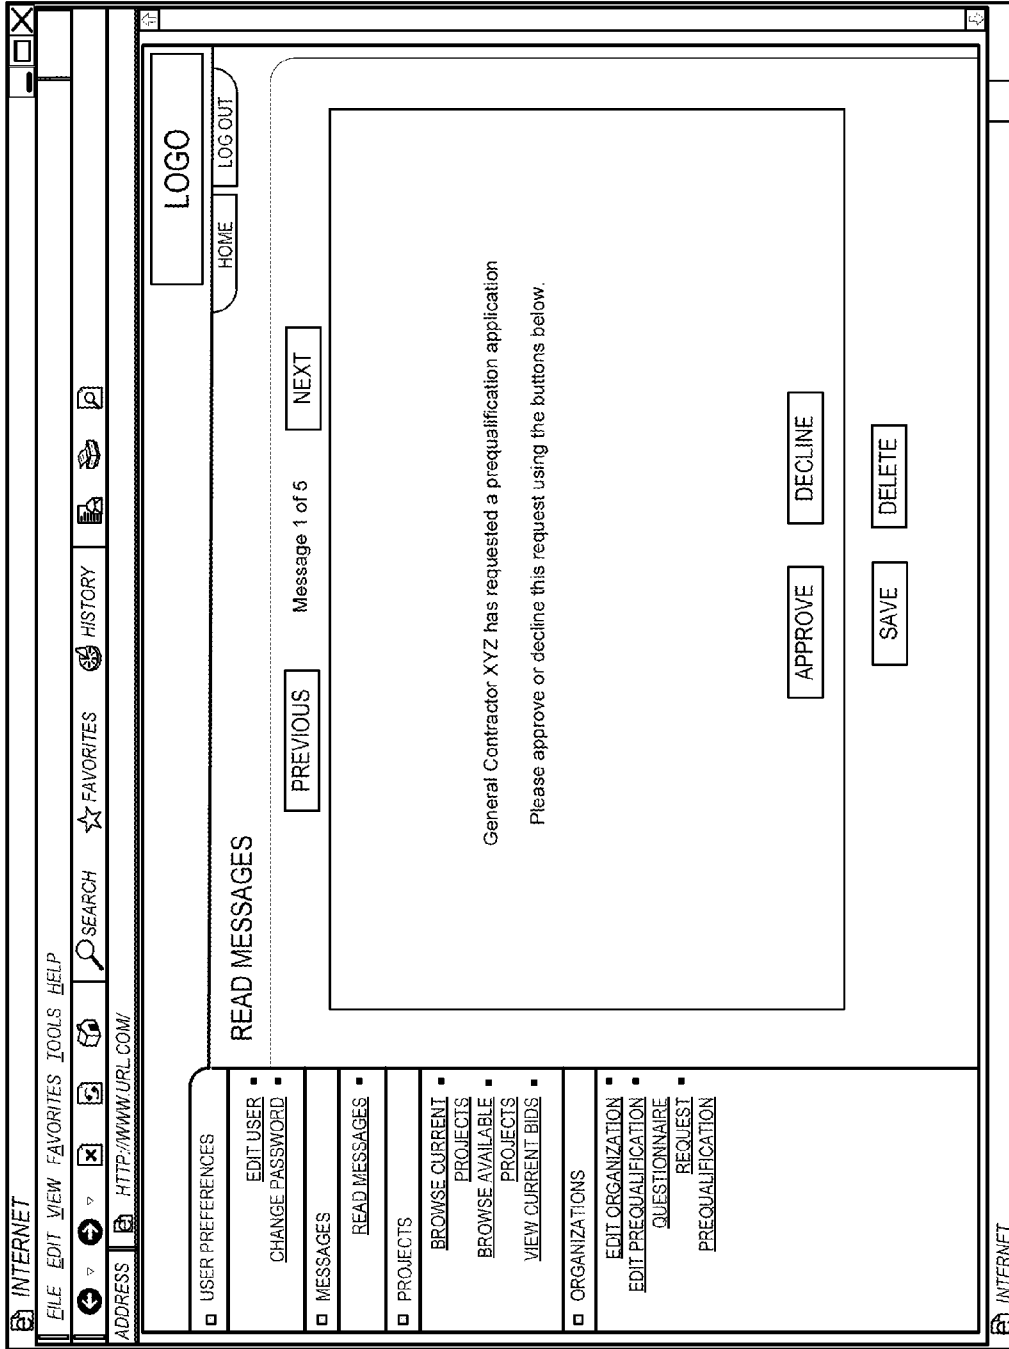 INTERNET
FILE EDIT VIEW FAVORITES TOOLS HELP
SEARCH FAVORITES HISTORY
ADDRESS HTTP://WWW.URL.COM/
LOGO
HOME LOG OUT
USER PREFERENCES
EDIT USER
CHANGE PASSWORD
MESSAGES
READ MESSAGES
PROJECTS
BROWSE CURRENT
PROJECTS
BROWSE AVAILABLE
PROJECTS
VIEW CURRENT BIDS
ORGANIZATIONS
EDIT ORGANIZATION
EDIT PREQUALIFICATION
QUESTIONNAIRE
REQUEST
PREQUALIFICATION
READ MESSAGES
PREVIOUS Message 1 of 5 NEXT
General Contractor XYZ has requested a prequalification application
Please approve or decline this request using the buttons below.
APPROVE DECLINE
SAVE DELETE
INTERNET